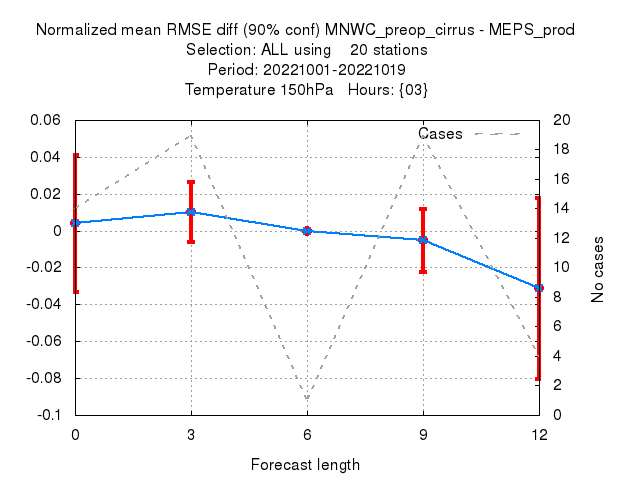 Normalized mean RMSE diff (90% conf) MNWC_preop_cirrus - MEPS_prod
Selection: ALL using    20 stations
Period: 20221001-20221019
Temperature 150hPa   Hours: {03}
Cases
0.06
0.04
0.02
0
-0.02
-0.04
-0.06
-0.08
-0.1
20
18
16
14
12
10
8
6
4
2
0
No cases
0 3 6 9 12
Forecast length